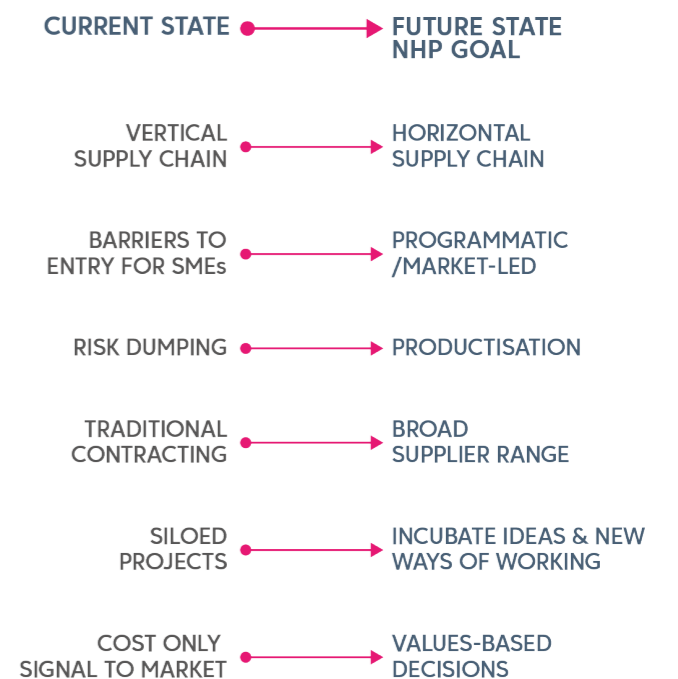 CURRENT STATE
FUTURE STATE
NHP GOAL
VERTICAL
SUPPLY CHAIN
HORIZONTAL
SUPPLY CHAIN
BARRIERS TO
ENTRY FOR SMEs
PROGRAMMATIC
/MARKET-LED
RISK DUMPING
PRODUCTISATION
TRADITIONAL
CONTRACTING
BROAD
SUPPLIER RANGE
SILOED
PROJECTS
INCUBATE IDEAS & NEW
WAYS OF WORKING
COST ONLY
SIGNAL TO MARKET
VALUES-BASED
DECISIONS